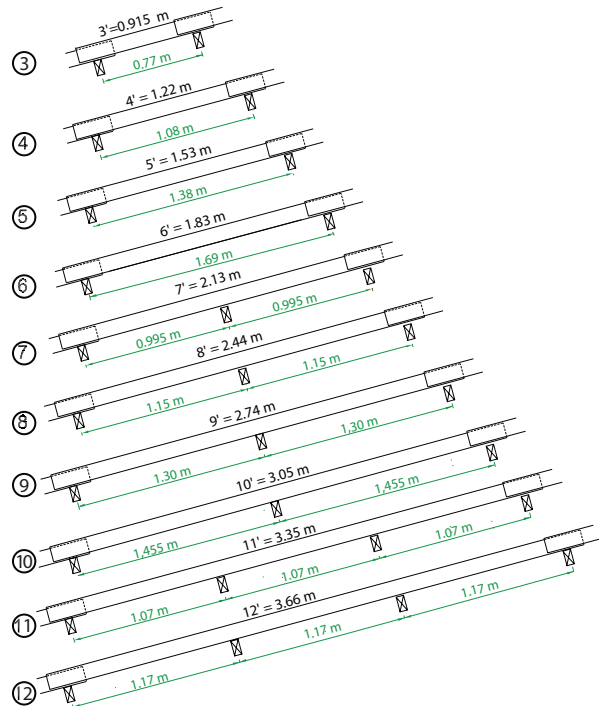 3'=0.915 m
③
0.77 m
4' = 1.22 m
④
1.08 m
5' = 1.53 m
⑤
1.38 m
6' = 1.83 m
⑥
1.69 m
7' = 2.13 m
⑦
0.995 m 0.995 m
8' = 2.44 m
⑧
1.15 m 1.15 m
9' = 2.74 m
⑨
1.30 m 1,30 m
10' = 3.05 m
⑩
1,455 m 1,455 m
11' = 3.35 m
⑪
1.07 m 1.07 m 1.07 m
12' = 3.66 m
⑫
1.17 m 1.17 m 1.17 m